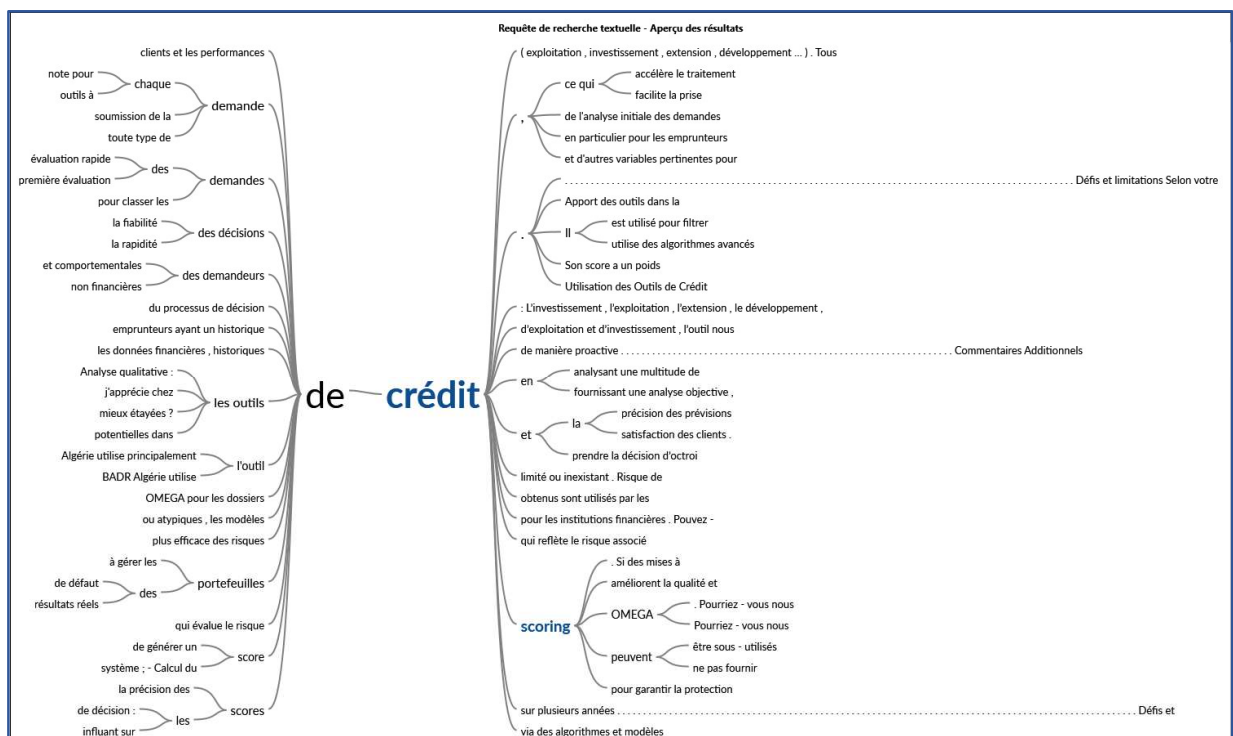 Requête de recherche textuelle - Aperçu des résultats
clients et les performances
note pour
outils à
chaque
soumission de la
toute type de
demande
évaluation rapide
première évaluation
des
pour classer les
demandes
la fiabilité
la rapidité
des décisions
et comportementales
non financières
des demandeurs
du processus de décision
emprunteurs ayant un historique
les données financières , historiques
Analyse qualitative :
j'apprécie chez
mieux étayées ?
potentielles dans
les outils
Algérie utilise principalement
BADR Algérie utilise
l'outil
OMEGA pour les dossiers
ou atypiques , les modèles
plus efficace des risques
à gérer les
de défaut
résultats réels
des
portefeuilles
qui évalue le risque
de générer un
système ; - Calcul du
score
la précision des
de décision :
influant sur
les
scores
de
crédit
( exploitation , investissement , extension , développement ... ) . Tous
,
ce qui
accélère le traitement
facilite la prise
de l'analyse initiale des demandes
en particulier pour les emprunteurs
et d'autres variables pertinentes pour
.
. . . . . . . . . . . . . . . . . . . . . . . . . . . . . . . . . . . . . . . . Défis et limitations Selon votre
Apport des outils dans la
Il
est utilisé pour filtrer
utilise des algorithmes avancés
Son score a un poids
Utilisation des Outils de Crédit
: L'investissement , l'exploitation , l'extension , le développement ,
d'exploitation et d'investissement , l'outil nous
de manière proactive . . . . . . . . . . . . . . . . . . . . . . . . . . . . . . Commentaires Additionnels
en
analysant une multitude de
fournissant une analyse objective ,
et
la
précision des prévisions
satisfaction des clients .
prendre la décision d'octroi
limité ou inexistant . Risque de
obtenus sont utilisés par les
pour les institutions financières . Pouvez -
qui reflète le risque associé
scoring
. Si des mises à
améliorent la qualité et
OMEGA
. Pourriez - vous nous
Pourriez - vous nous
peuvent
être sous - utilisés
ne pas fournir
pour garantir la protection
sur plusieurs années . . . . . . . . . . . . . . . . . . . . . . . . . . . . . . . . . . . . . . . . Défis et
via des algorithmes et modèles